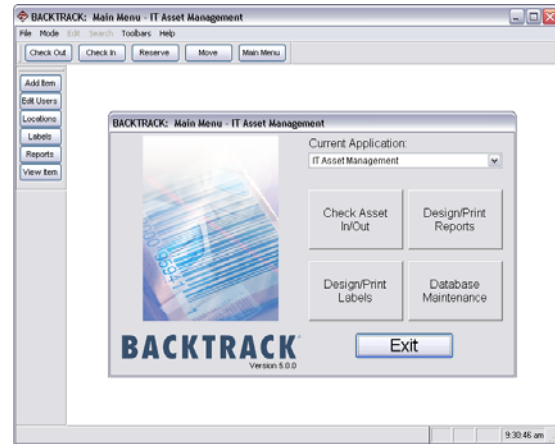 BACKTRACK: Main Menu - IT Asset Management
File Mode Edit Search Toolbars Help
Check Out Check In Reserve Move Main Menu
Add Item
Edit Users
Locations
Labels
Reports
View Item
BACKTRACK: Main Menu - IT Asset Management
Current Application:
IT Asset Management
Check Asset
In/Out
Design/Print
Reports
Design/Print
Labels
Database
Maintenance
BACKTRACK
Version 5.0.0
Exit
9:30:46 am